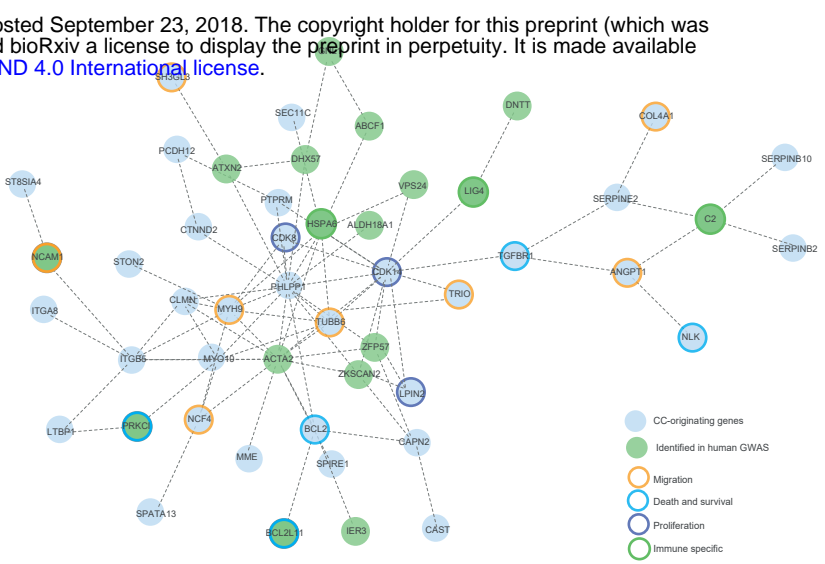 osted September 23, 2018. The copyright holder for this preprint (which was
d bioRxiv a license to display the preprint in perpetuity. It is made available
ND 4.0 International license.
SH3GL3
SEC11C
ABCF1
DNTT
COL4A1
PCDH12
ATXN2
DHX57
SERPINB10
ST8SIA4
PTPRM
VPS24
LIG4
SERPINE2
CTNND2
HSPA6
ALDH18A1
C2
CDK8
SERPINB2
NCAM1
STON2
CDK14
TGFBR1
ANGPT1
PHLPP1
TRIO
ITGA8
CLMN
MYH9
TUBB6
NLK
ITGB5
MYO10
ACTA2
ZFP57
ZKSCAN2
LPIN2
LTBP1
NCF4
BCL2
CAPN2
MME
SPIRE1
SPATA13
BCL2L11
IER3
CAST
CC-originating genes
Identified in human GWAS
Migration
Death and survival
Proliferation
Immune specific